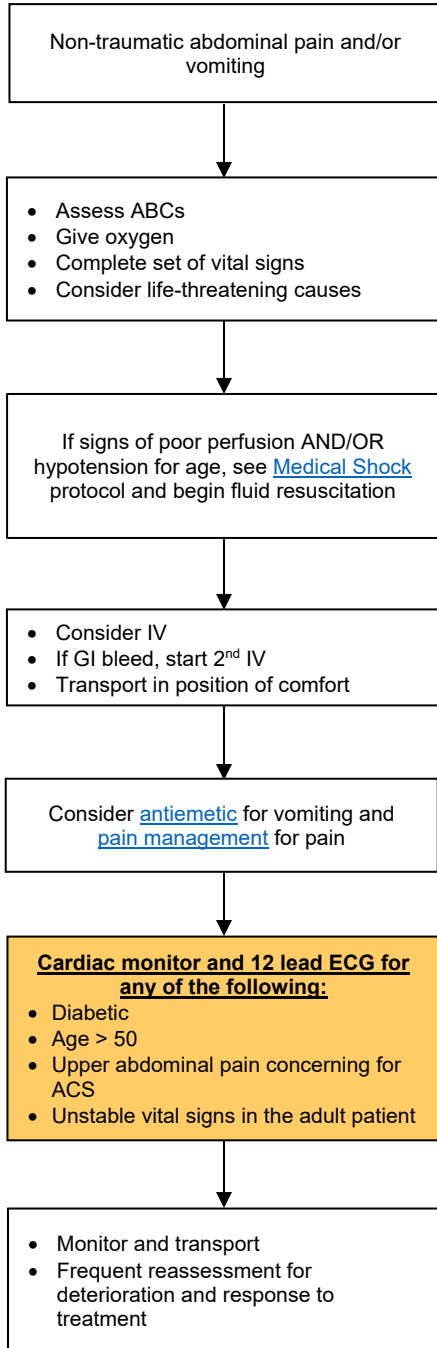 Non-traumatic abdominal pain and/or
vomiting
• Assess ABCs
• Give oxygen
• Complete set of vital signs
• Consider life-threatening causes
If signs of poor perfusion AND/OR
hypotension for age, see Medical Shock
protocol and begin fluid resuscitation
• Consider IV
• If GI bleed, start 2nd IV
• Transport in position of comfort
Consider antiemetic for vomiting and
pain management for pain
Cardiac monitor and 12 lead ECG for
any of the following:
• Diabetic
• Age > 50
• Upper abdominal pain concerning for
ACS
• Unstable vital signs in the adult patient
• Monitor and transport
• Frequent reassessment for
deterioration and response to
treatment